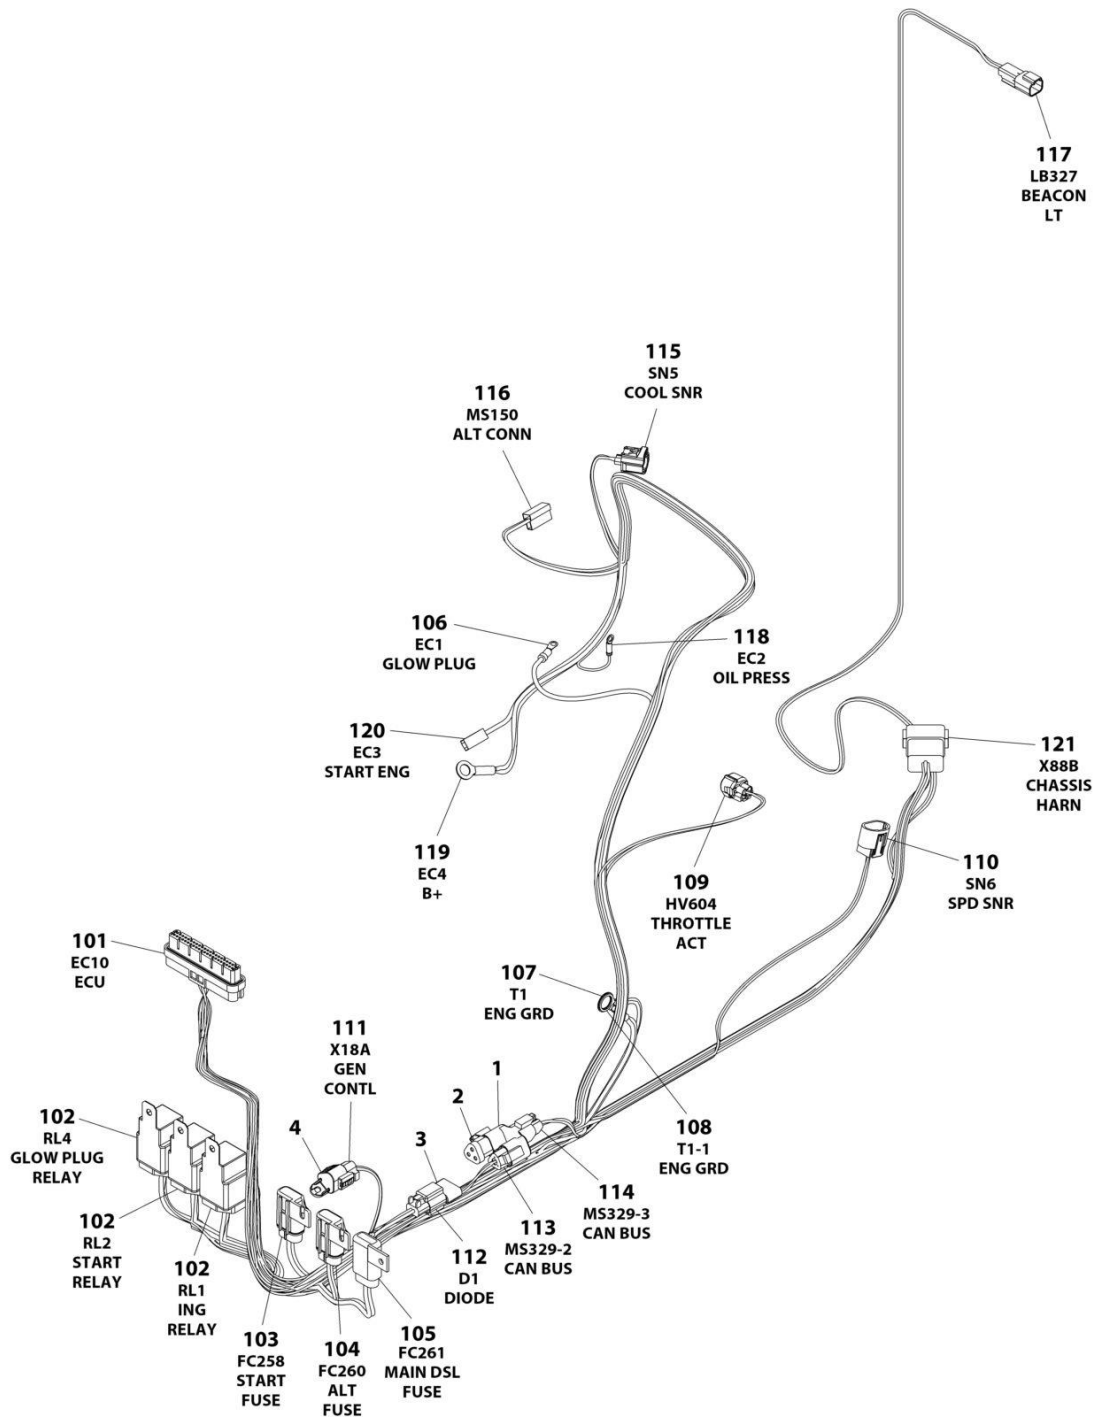 117
LB327
BEACON
LT
115
SN5
COOL SNR
116
MS150
ALT CONN
106
EC1
GLOW PLUG
118
EC2
OIL PRESS
120
EC3
START ENG
121
X88B
CHASSIS
HARN
119
EC4
B+
109
HV604
THROTTLE
ACT
110
SN6
SPD SNR
101
EC10
ECU
107
T1
ENG GRD
111
X18A
GEN
CONTL
1
2
3
4
102
RL4
GLOW PLUG
RELAY
108
T1-1
ENG GRD
114
MS329-3
CAN BUS
113
MS329-2
CAN BUS
112
D1
DIODE
102
RL2
START
RELAY
102
RL1
ING
RELAY
103
FC258
START
FUSE
104
FC260
ALT
FUSE
105
FC261
MAIN DSL
FUSE